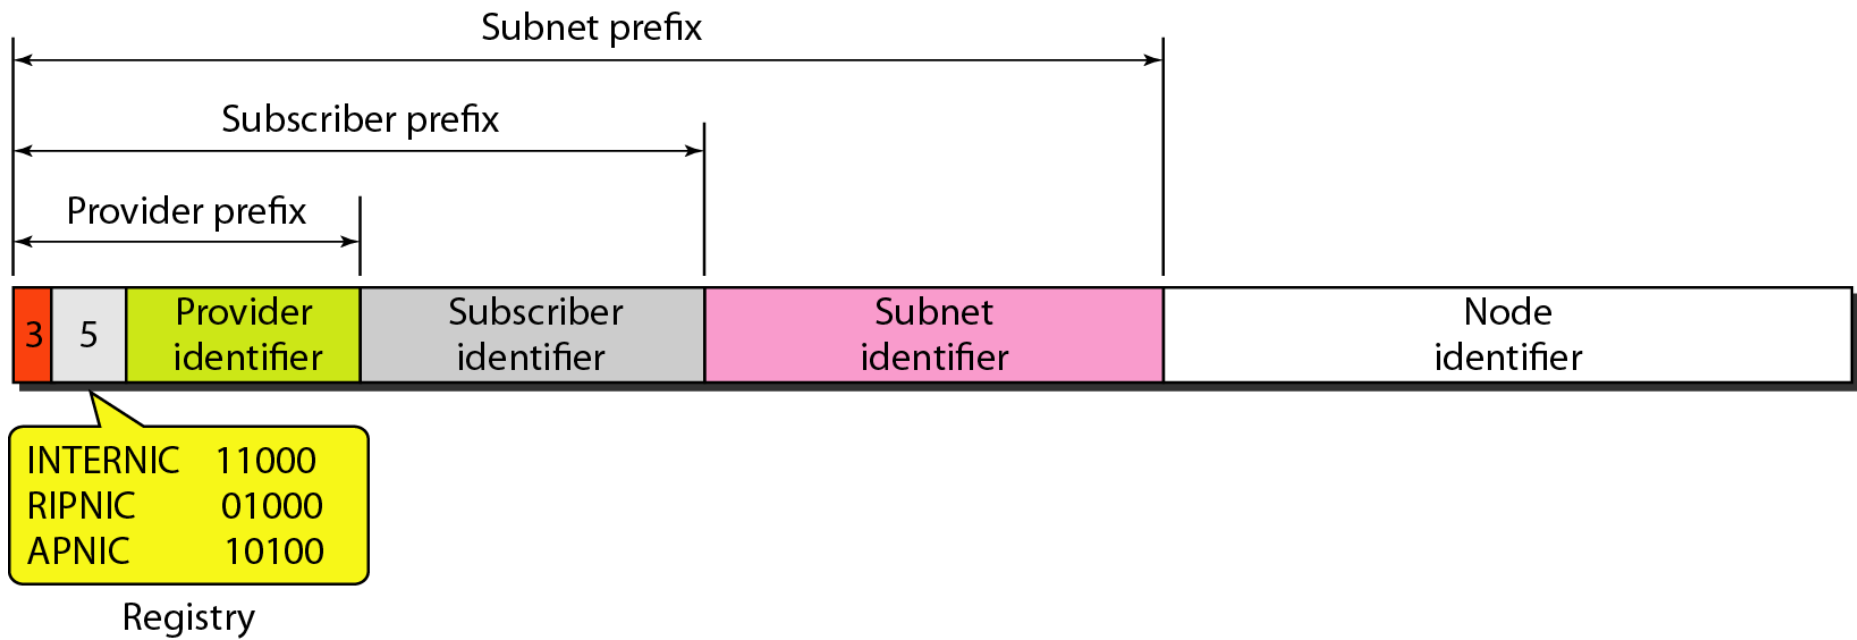 Subnet prefix
Subscriber prefix
Provider prefix
3
5
Provider
identifier
Subscriber
identifier
Subnet
identifier
Node
identifier
INTERNIC 11000
RIPNIC 01000
APNIC 10100
Registry